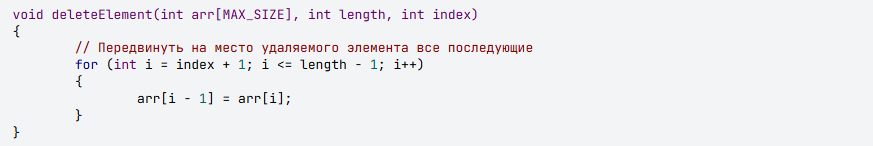 void deleteElement(int arr[MAX_SIZE], int length, int index)
{
        // Передвинуть на место удаляемого элемента все последующие
        for (int i = index + 1; i <= length - 1; i++)
        {
                arr[i - 1] = arr[i];
        }
}